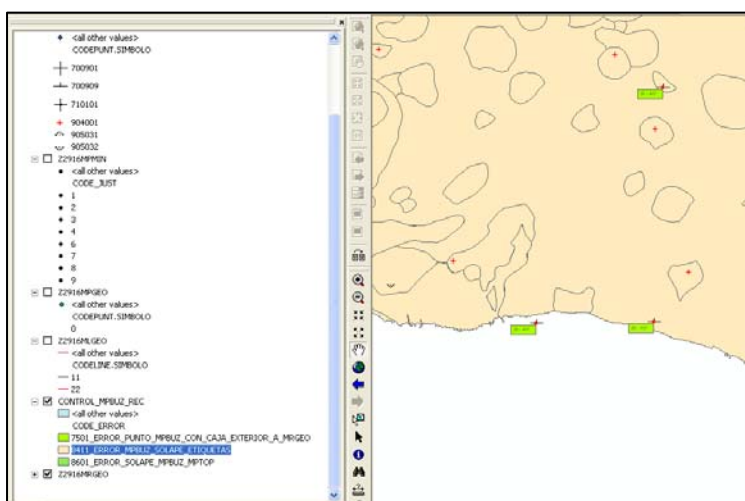 <all other values>
CODEPUNT.SIMBOLO
700901
700909
710101
904001
905031
905032
Z2916MPMIN
<all other values>
CODE_JUST
1
2
3
4
6
7
8
9
Z2916MPGEO
<all other values>
CODEPUNT.SIMBOLO
0
Z2916MLGEO
<all other values>
CODELINE.SIMBOLO
11
22
CONTROL_MPBUZ_REC
<all other values>
CODE_ERROR
7501_ERROR_PUNTO_MPBUZ_CON_CAJA_EXTERIOR_A_MRGEO
8411_ERROR_MPBUZ_SOLAPE_ETIQUETAS
8601_ERROR_SOLAPE_MPBUZ_MPTOP
Z2916MRGEO